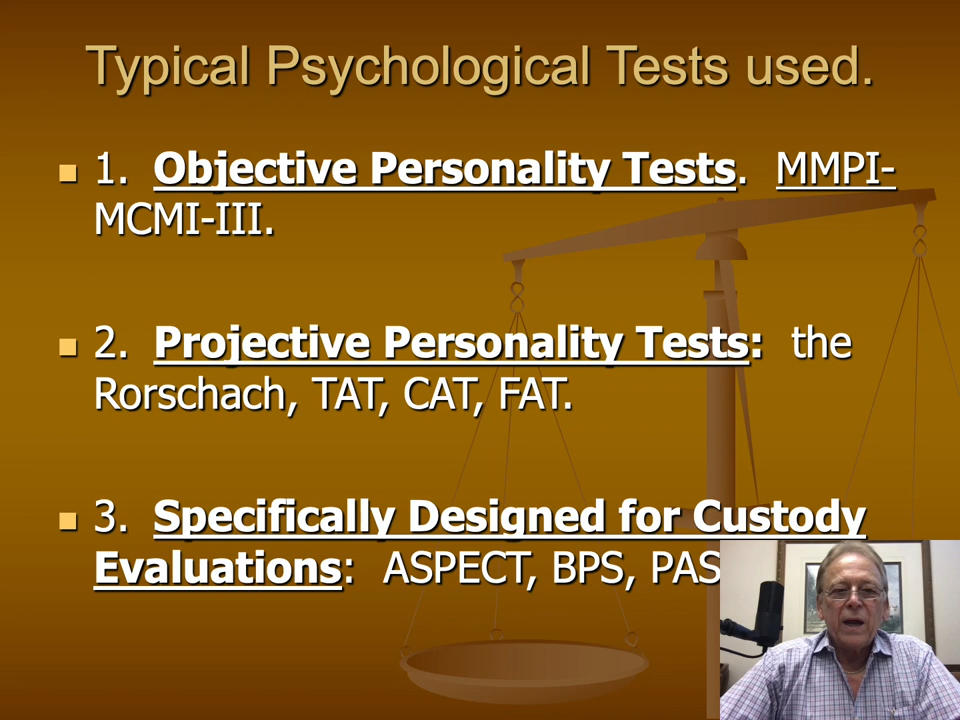 Typical Psychological Tests used.
1. Objective Personality Tests. MMPI-
MCMI-III.
2. Projective Personality Tests: the
Rorschach, TAT, CAT, FAT.
3. Specifically Designed for Custody
Evaluations: ASPECT, BPS,